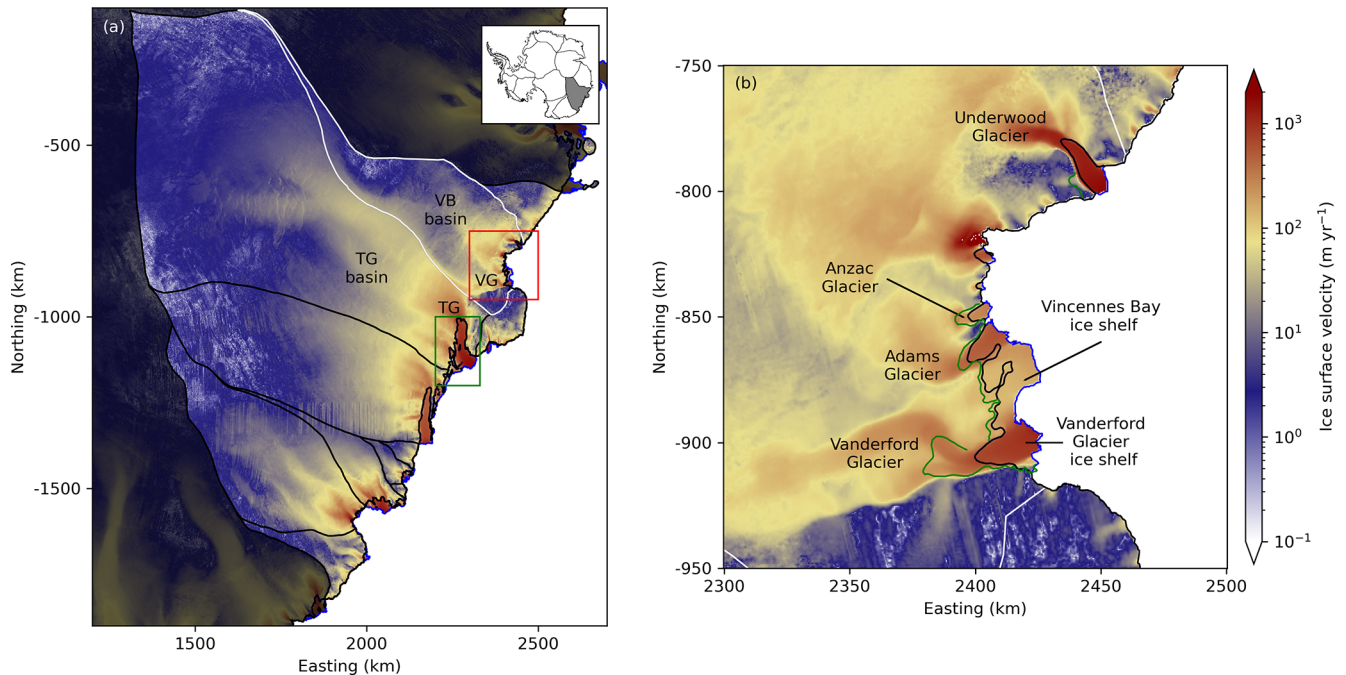 (a)
VB
basin
TG
basin
VG
TG
-500
-1000
-1500
Northing (km)
1500
2000
2500
Easting (km)
(b)
Underwood
Glacier
Anzac
Glacier
Vincennes Bay
ice shelf
Adams
Glacier
Vanderford
Glacier
Vanderford
Glacier
ice shelf
-750
-800
-850
-900
-950
Northing (km)
2300
2350
2400
2450
2500
Easting (km)
10³
10²
10¹
10⁰
10⁻¹
Ice surface velocity (m yr⁻¹)